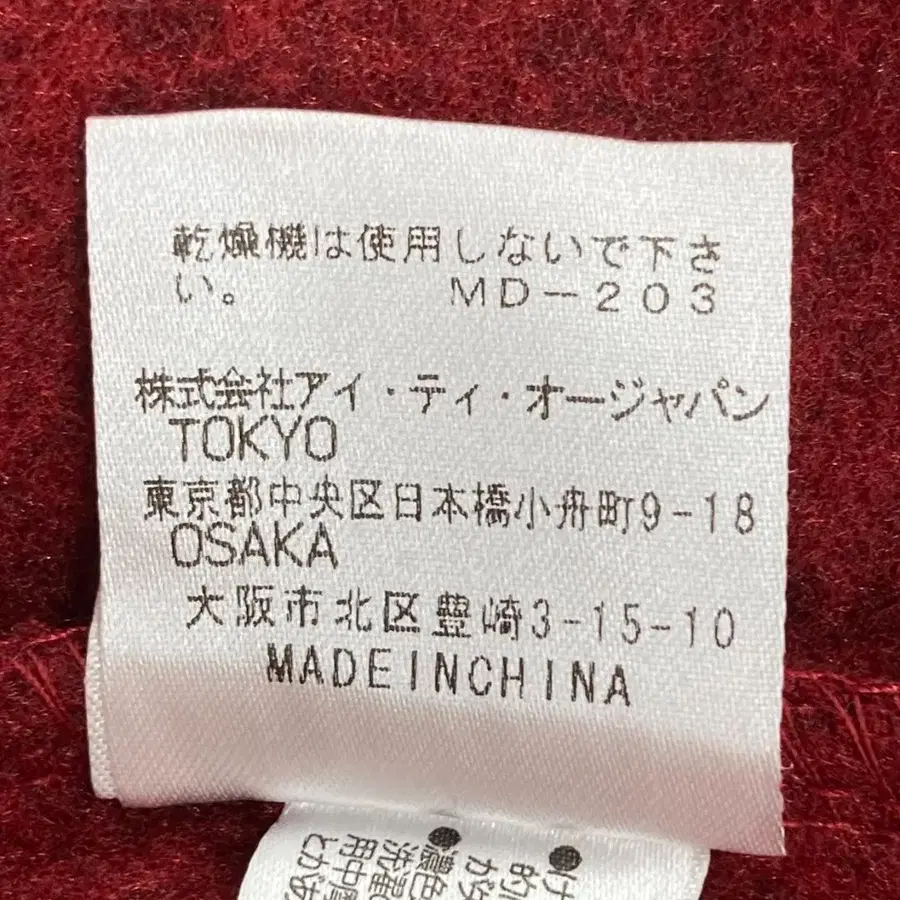 乾燥機は使用しないで下さ
い。 MD-203
株式会社アイ・ティ・オージャパン
TOKYO
東京都中央区日本橋小舟町9-18
OSAKA
大阪市北区豊崎3-15-10
MADEINCHINA
●濃色